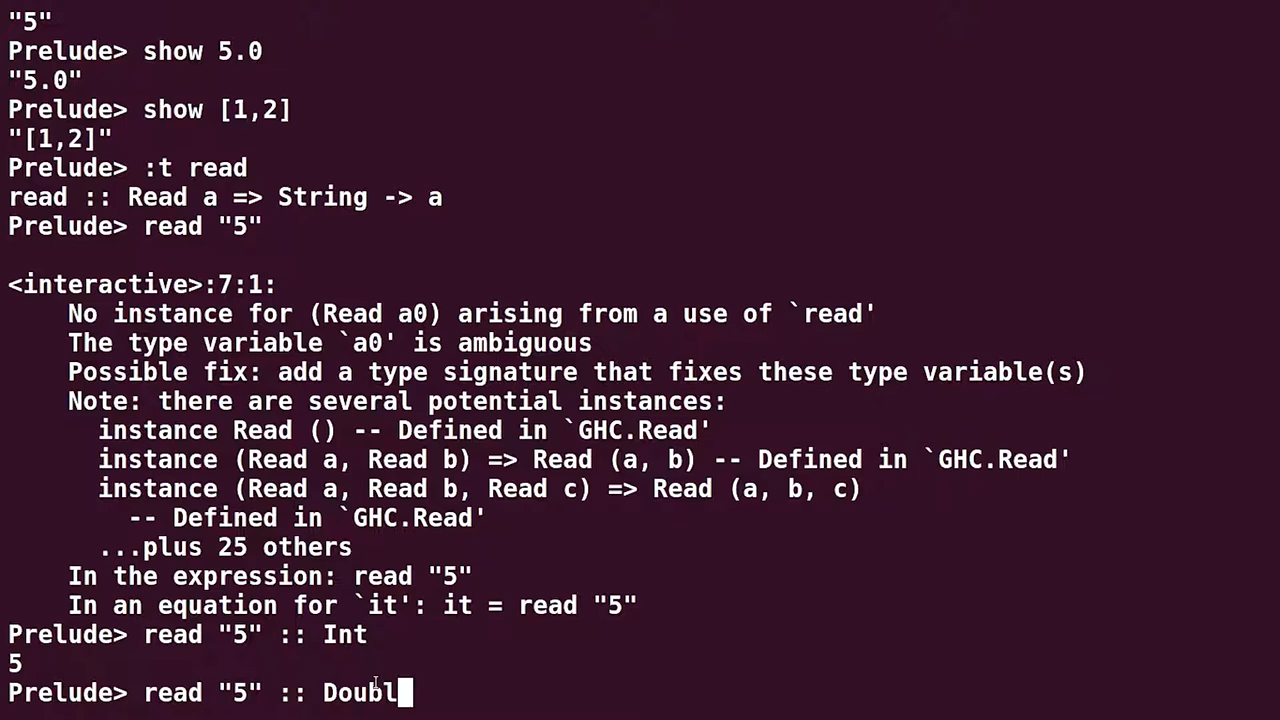 "5"
Prelude> show 5.0
"5.0"
Prelude> show [1,2]
"[1,2]"
Prelude> :t read
read :: Read a => String -> a
Prelude> read "5"
<interactive>:7:1:
    No instance for (Read a0) arising from a use of `read'
    The type variable `a0' is ambiguous
    Possible fix: add a type signature that fixes these type variable(s)
    Note: there are several potential instances:
      instance Read () -- Defined in `GHC.Read'
      instance (Read a, Read b) => Read (a, b) -- Defined in `GHC.Read'
      instance (Read a, Read b, Read c) => Read (a, b, c)
        -- Defined in `GHC.Read'
      ...plus 25 others
    In the expression: read "5"
    In an equation for `it': it = read "5"
Prelude> read "5" :: Int
5
Prelude> read "5" :: Doubl